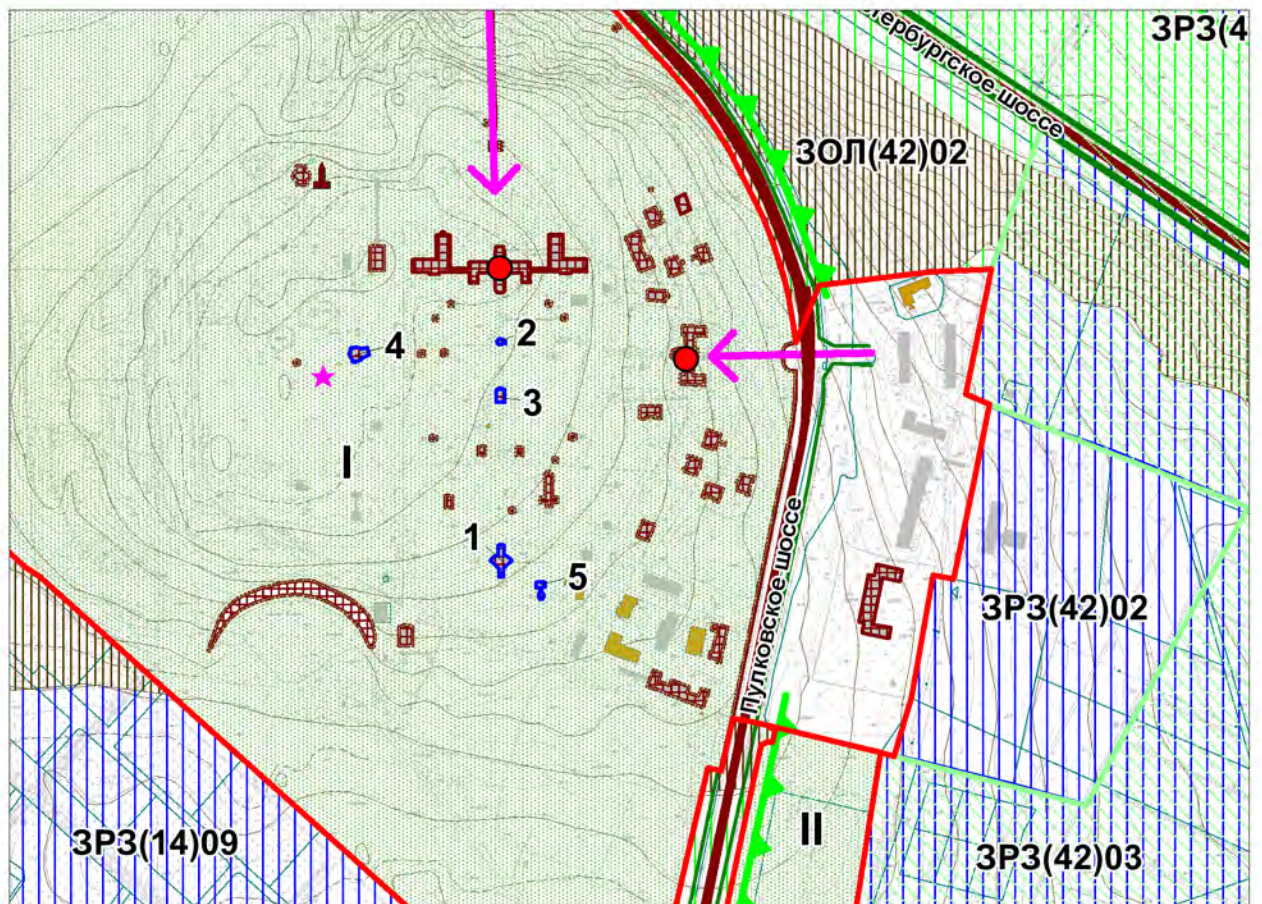 ЗРЗ(4
тербургское шоссе
ЗОЛ(42)02
2
4
3
I
1
5
Пулковское шоссе
ЗРЗ(42)02
II
ЗРЗ(14)09
ЗРЗ(42)03